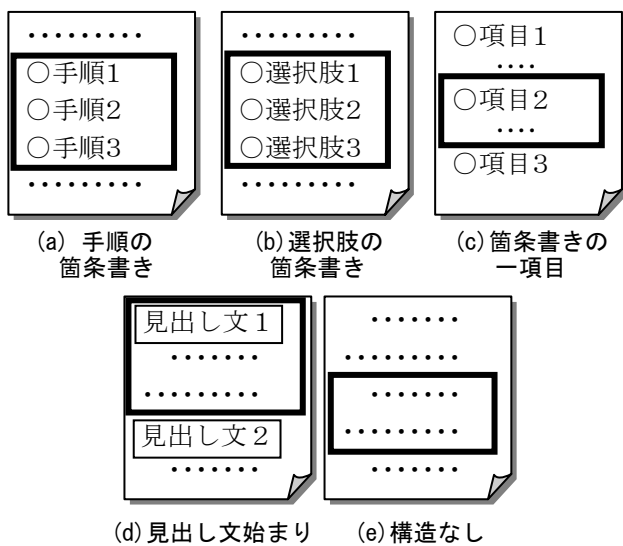 ・・・・・・・・・
○手順1
○手順2
○手順3
・・・・・・・・・
(a) 手順の
箇条書き
・・・・・・・・・
○選択肢1
○選択肢2
○選択肢3
・・・・・・・・・
(b)選択肢の
箇条書き
○項目1
・・・・
○項目2
・・・・
○項目3
(c)箇条書きの
一項目
見出し文1
・・・・・・・
・・・・・・・・・
見出し文2
・・・・・・・
(d)見出し文始まり
・・・・・・・
・・・・・・・・・
・・・・・・・
・・・・・・・・・
・・・・・・・
(e)構造なし